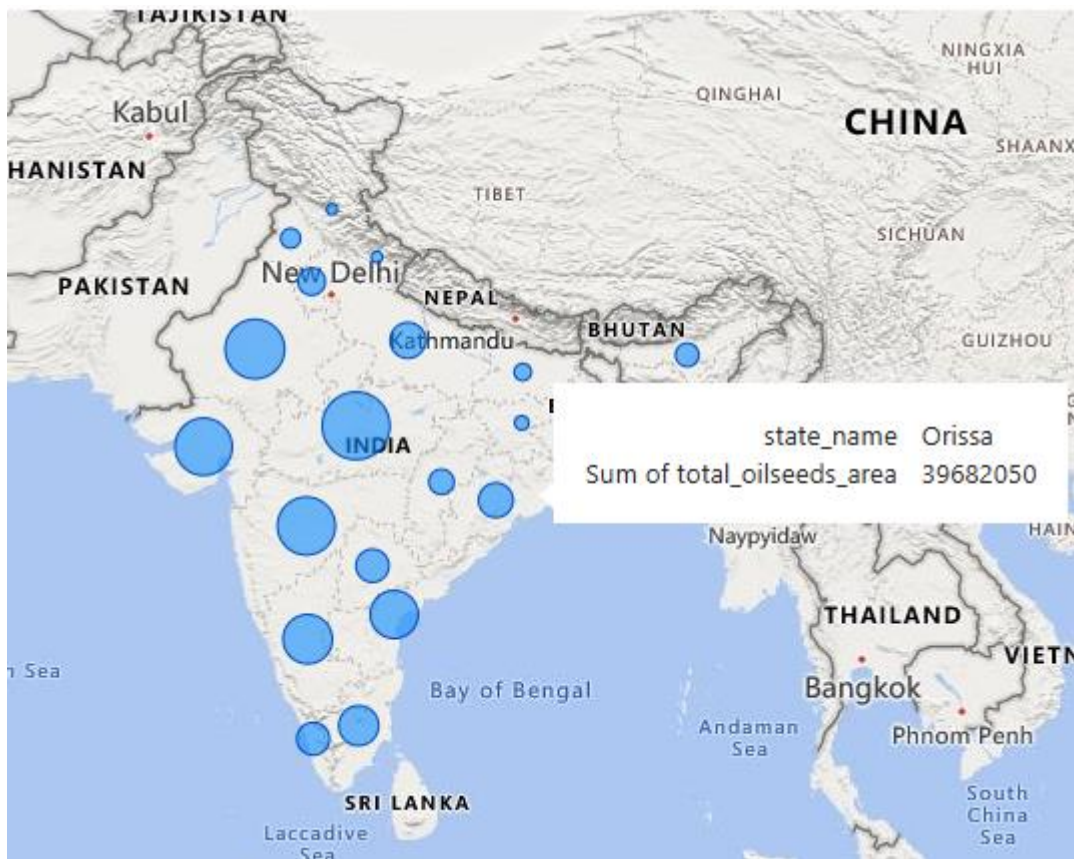 TAJIKISTAN
NINGXIA
HUI
QINGHAI
Kabul
CHINA
SHAANX
HANISTAN
TIBET
SICHUAN
New Delhi
PAKISTAN
NEPAL
BHUTAN
GUIZHOU
Kathmandu
state_name Orissa
INDIA
Sum of total_oilseeds_area 39682050
HAIN
Naypyidaw
THAILAND
VIETN
n Sea
Bay of Bengal
Bangkok
Andaman
Sea
Phnom Penh
South
China
Sea
SRI LANKA
Laccadive
Sea